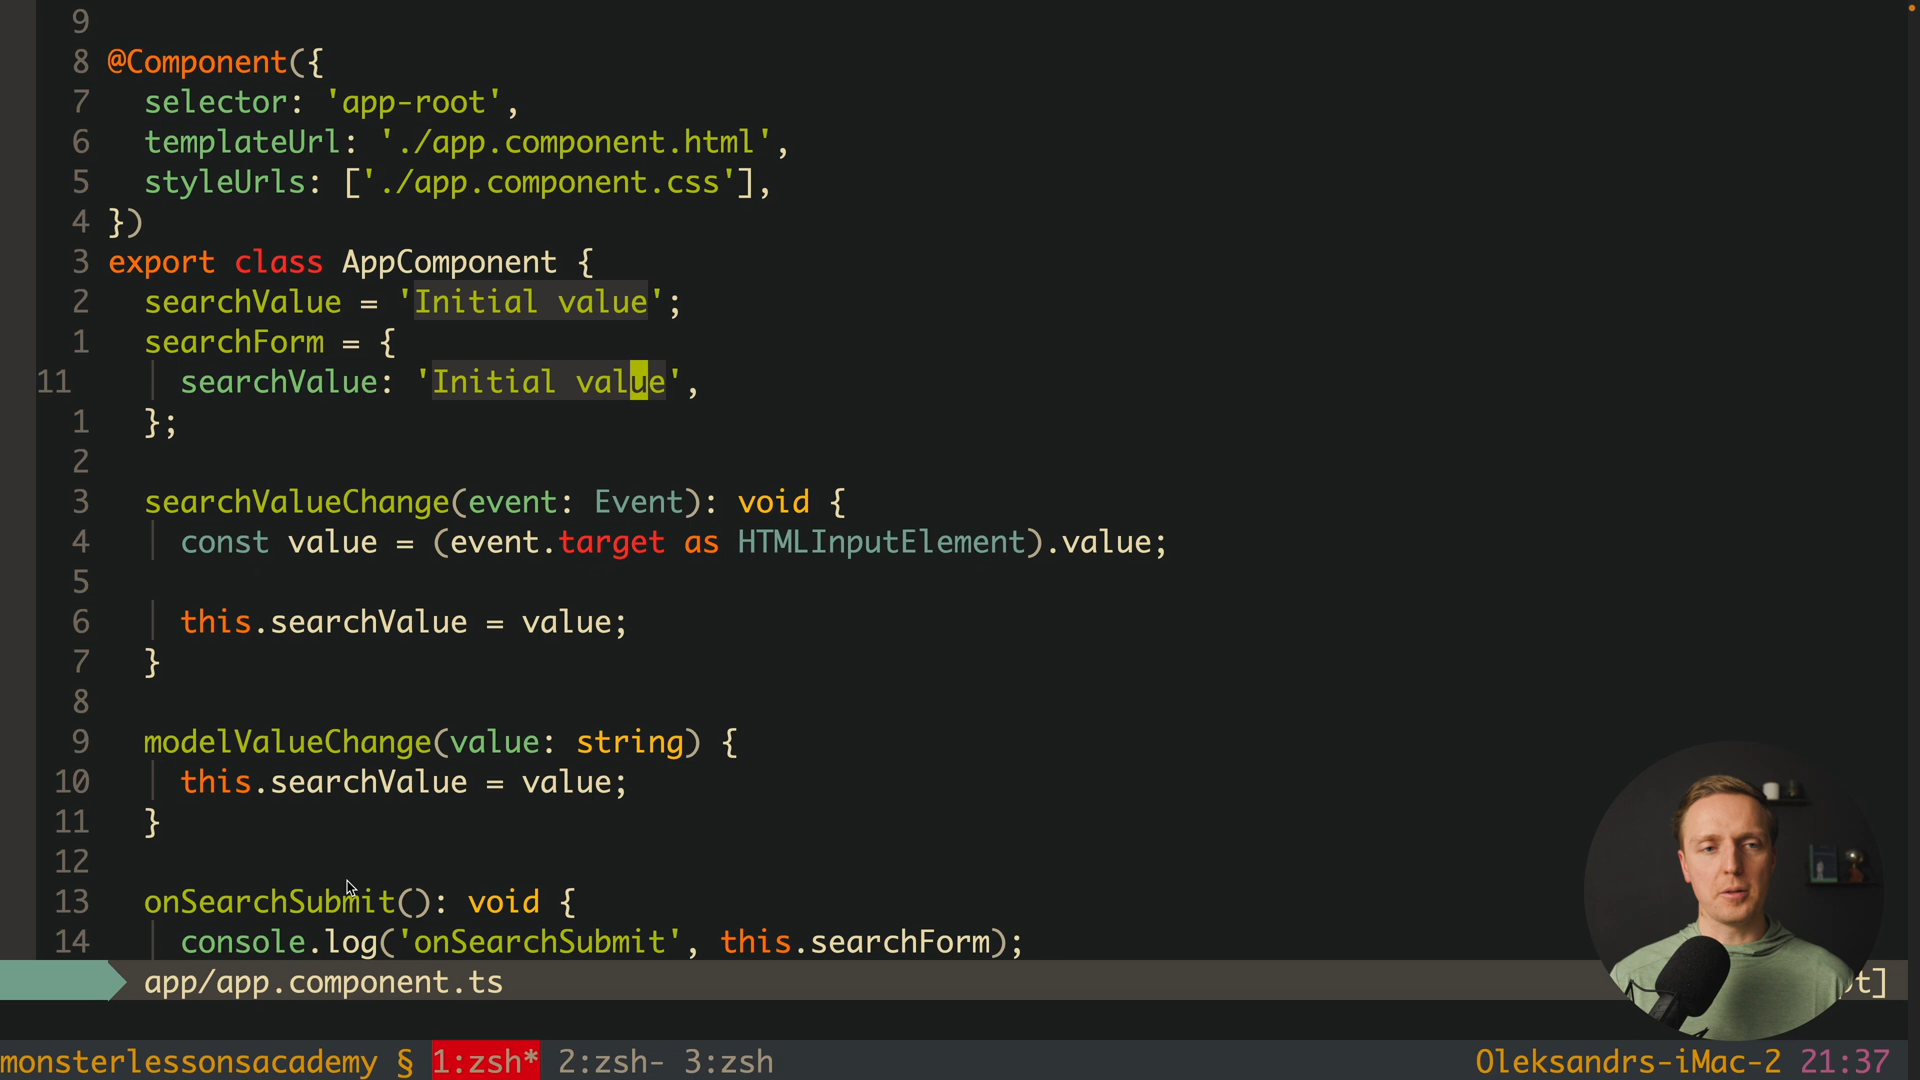 9
8 @Component({
7 selector: 'app-root',
6 templateUrl: './app.component.html',
5 styleUrls: ['./app.component.css'],
4 })
3 export class AppComponent {
2 searchValue = 'Initial value';
1 searchForm = {
11 searchValue: 'Initial value',
1 };
2
3 searchValueChange(event: Event): void {
4 const value = (event.target as HTMLInputElement).value;
5
6 this.searchValue = value;
7 }
8
9 modelValueChange(value: string) {
10 this.searchValue = value;
11 }
12
13 onSearchSubmit(): void {
14 console.log('onSearchSubmit', this.searchForm);
app/app.component.ts t]
monsterlessonsacademy § 1:zsh* 2:zsh- 3:zsh Oleksandrs-iMac-2 21:37